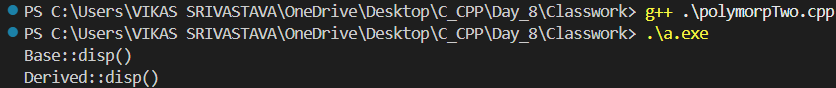 PS C:\Users\VIKAS SRIVASTAVA\OneDrive\Desktop\C_CPP\Day_8\Classwork> g++ .\polymorpTwo.cpp
PS C:\Users\VIKAS SRIVASTAVA\OneDrive\Desktop\C_CPP\Day_8\Classwork> .\a.exe
Base::disp()
Derived::disp()